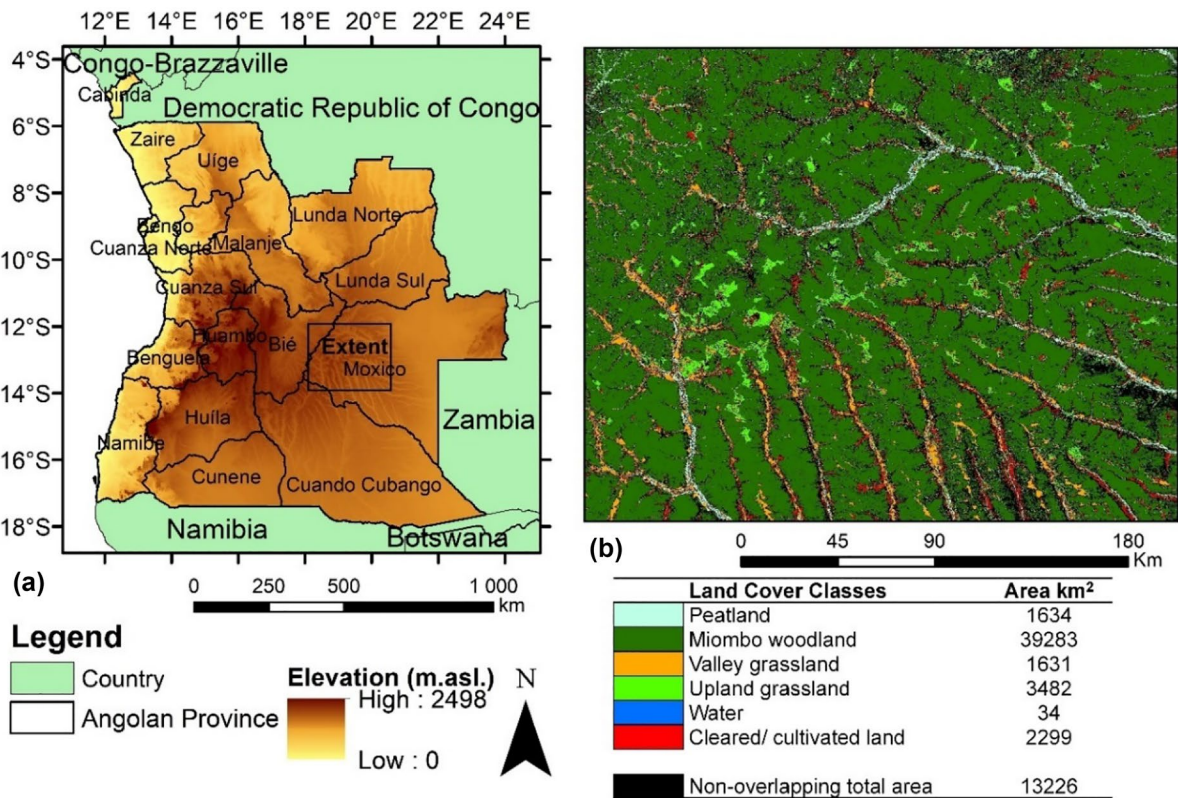 12°E 14°E 16°E 18°E 20°E 22°E 24°E
4°S
Congo-Brazzaville
Cabinda
Democratic Republic of Congo
6°S
Zaire
Uíge
8°S
Lunda Norte
Bengo
Cuanza Norte
Malanje
10°S
Lunda Sul
Cuanza Sul
12°S
Huambo
Bié
Extent
Benguela
Moxico
14°S
Huíla
Zambia
Namibe
16°S
Cunene
Cuando Cubango
18°S
Namibia
Botswana
(a)
0 250 500 1 000
km
Legend
Country
Angolan Province
Elevation (m.asl.)
High : 2498
Low : 0
N
(b)
0 45 90 180
Km
Land Cover Classes Area km²
Peatland 1634
Miombo woodland 39283
Valley grassland 1631
Upland grassland 3482
Water 34
Cleared/ cultivated land 2299
Non-overlapping total area 13226